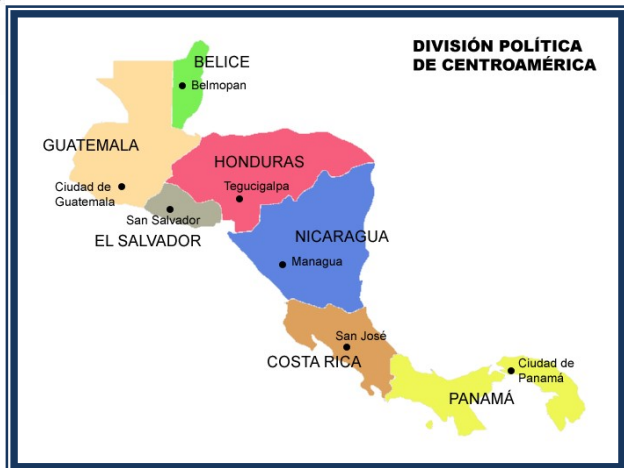 DIVISIÓN POLÍTICA
DE CENTROAMÉRICA
BELICE
Belmopan
GUATEMALA
Ciudad de
Guatemala
HONDURAS
Tegucigalpa
San Salvador
EL SALVADOR
NICARAGUA
Managua
San José
COSTA RICA
Ciudad de
Panamá
PANAMÁ